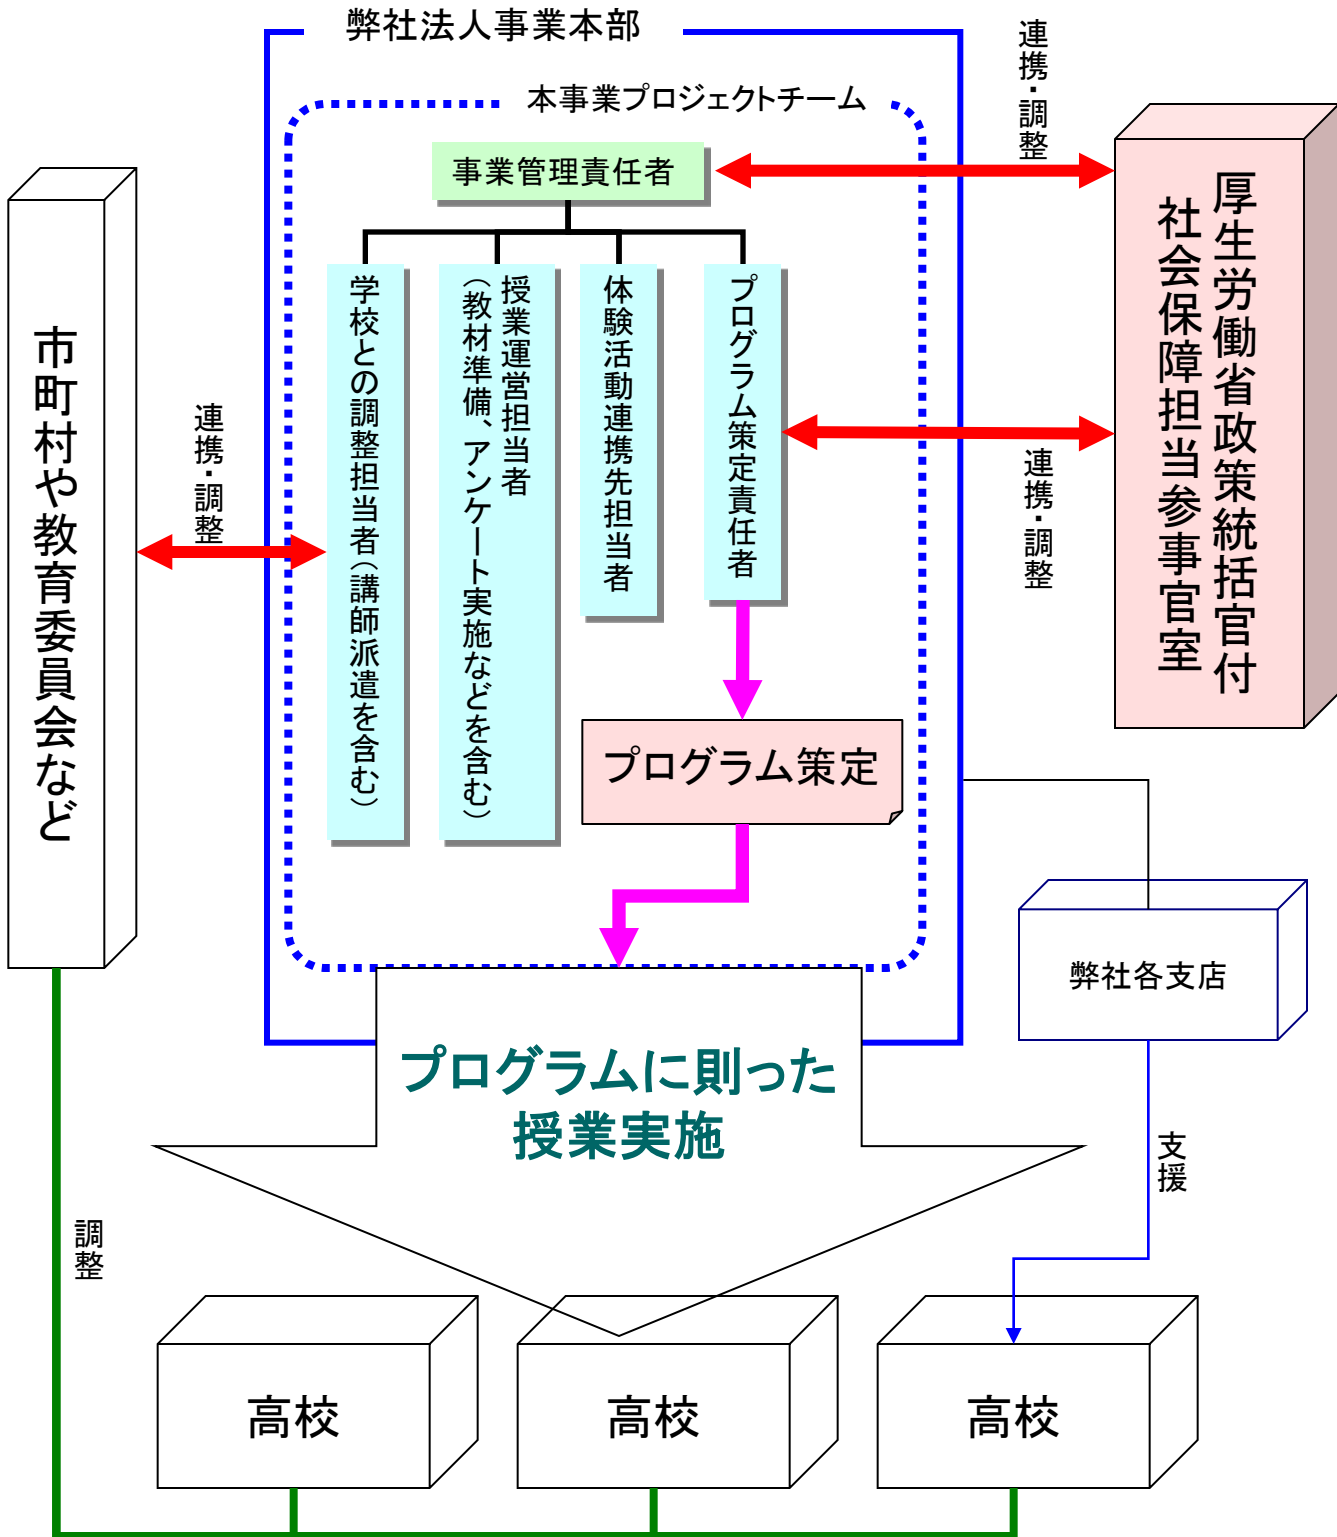 弊社法人事業本部
本事業プロジェクトチーム
連携・調整
事業管理責任者
厚生労働省政策統括官付
社会保障担当参事官室
プログラム策定責任者
体験活動連携先担当者
授業運営担当者
(教材準備、アンケート実施などを含む)
学校との調整担当者(講師派遣を含む)
連携・調整
連携・調整
市町村や教育委員会など
プログラム策定
弊社各支店
プログラムに則った
授業実施
支援
調整
高校
高校
高校